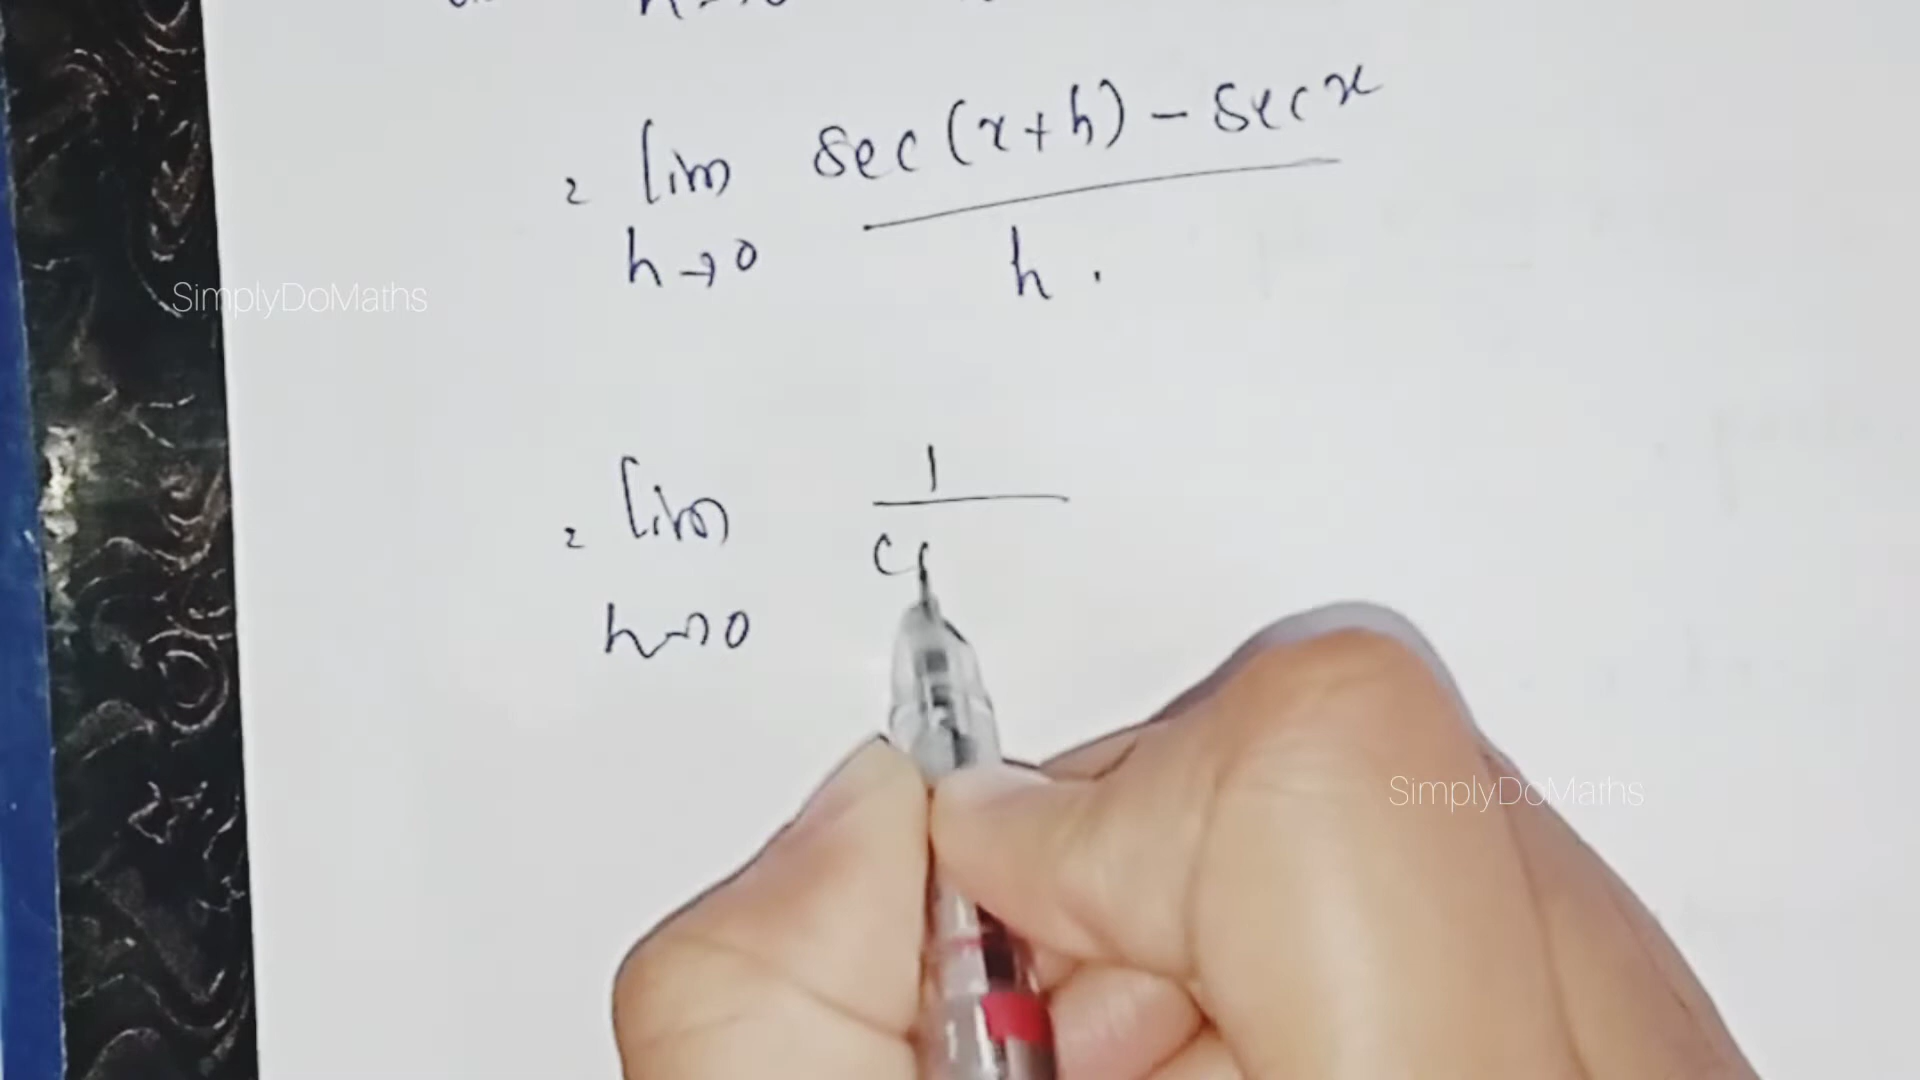 = lim sec(x+h) - sec x
h→0 h.
SimplyDoMaths
= lim 1
h→0
SimplyDoMaths